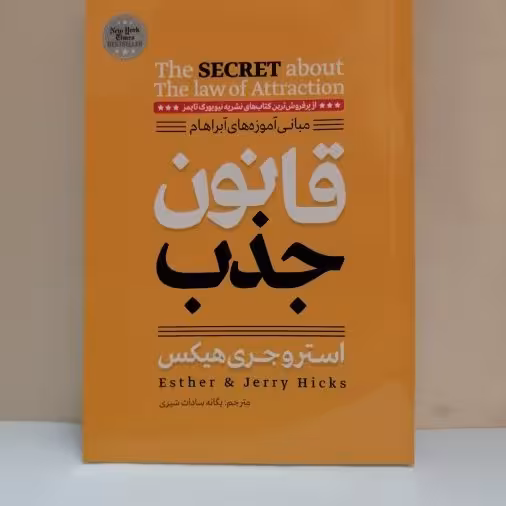 New York
Times
BESTSELLER
The SECRET about
The law of Attraction
از پرفروش‌ترین کتاب‌های نشریه نیویورک تایمز
مبانی آموزه‌های آبراهام
قانون
جذب
استر و جری هیکس
Esther & Jerry Hicks
مترجم: یگانه سادات شیری